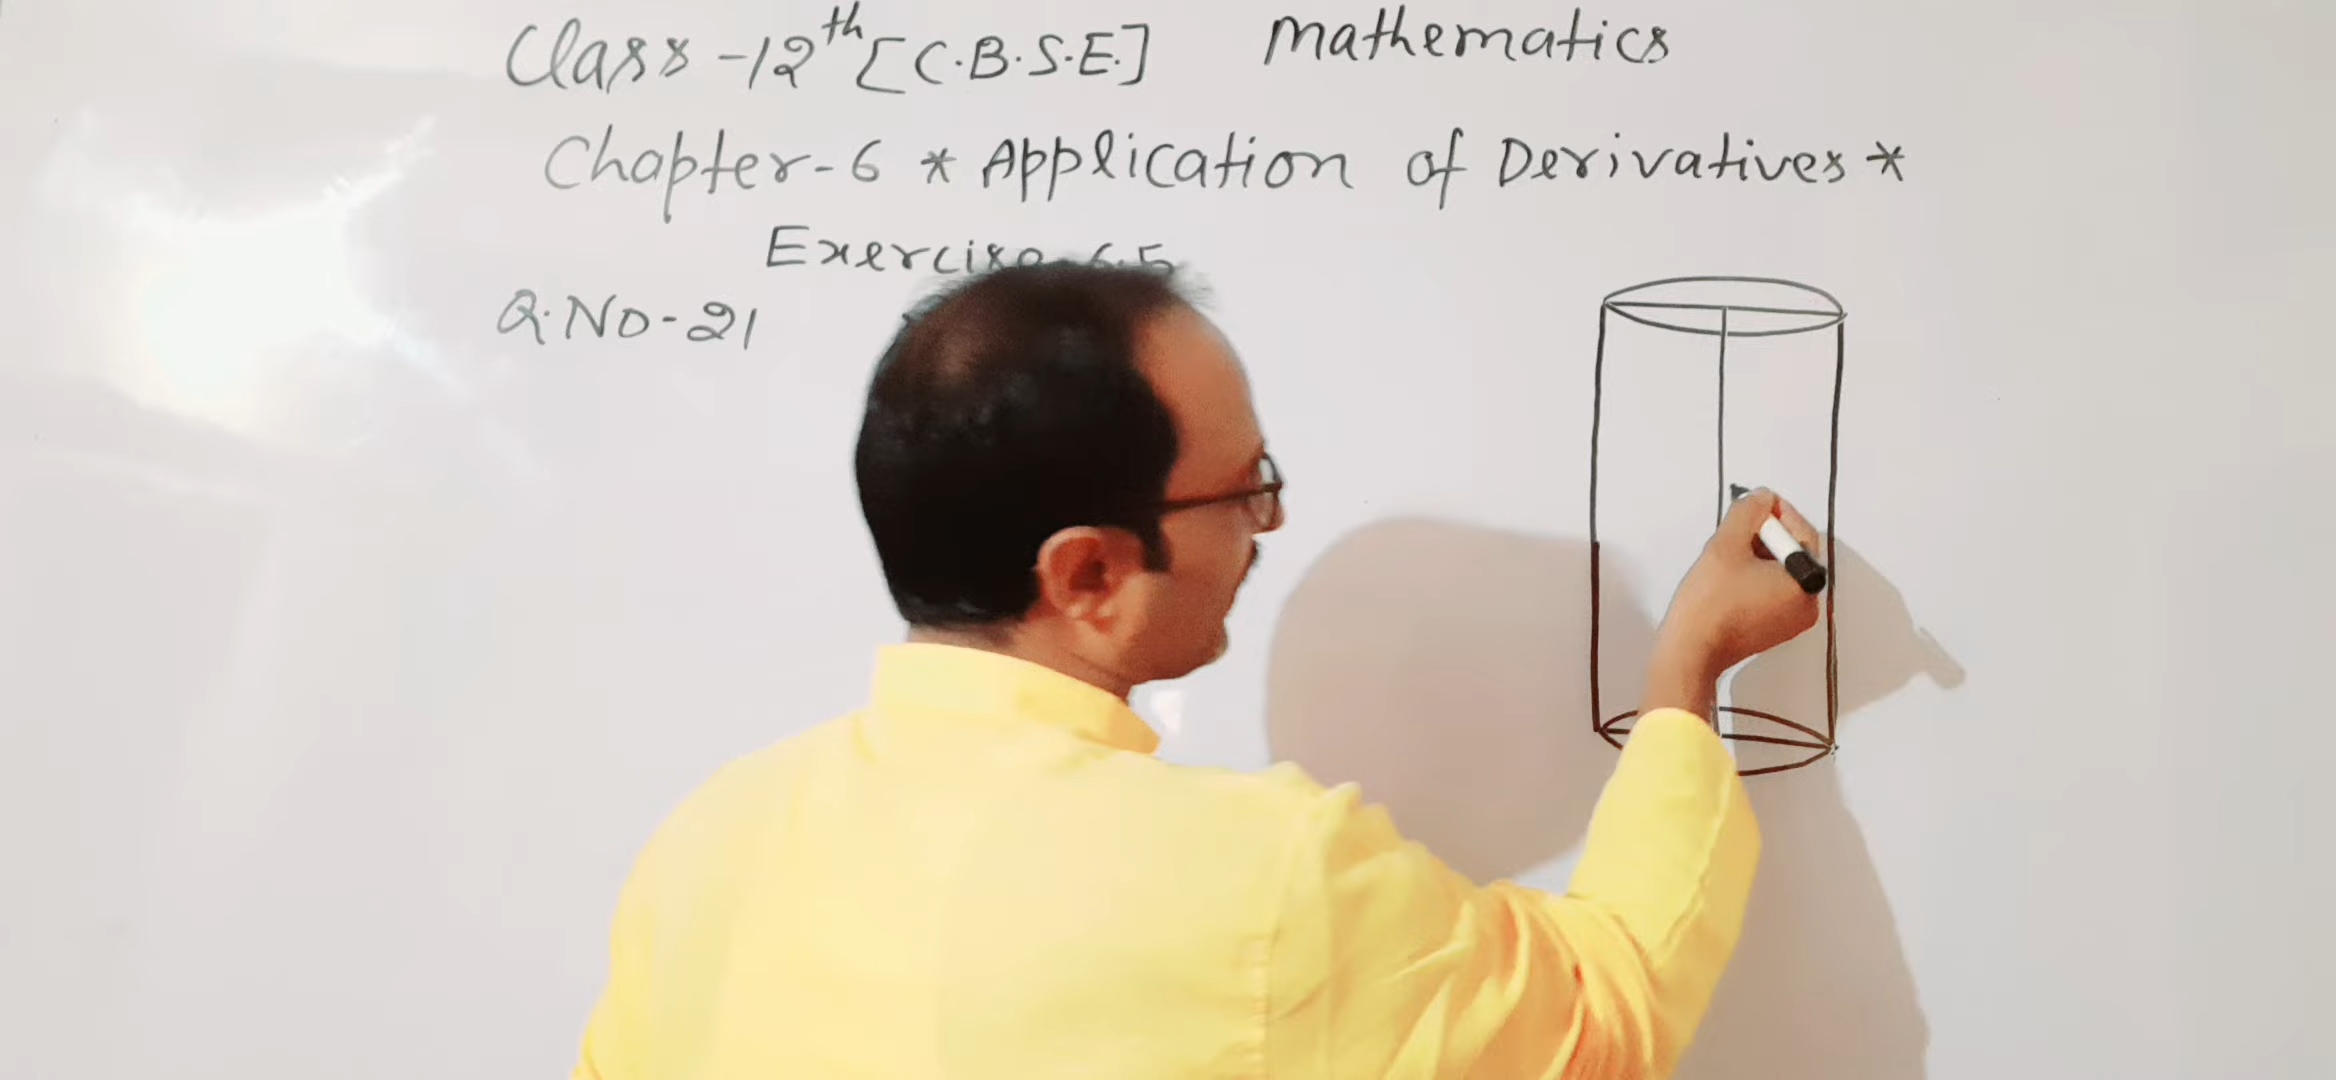 Class -12th [C.B.S.E.] Mathematics
Chapter-6 * Application of Derivatives *
Exercise-6.5
Q.No-21